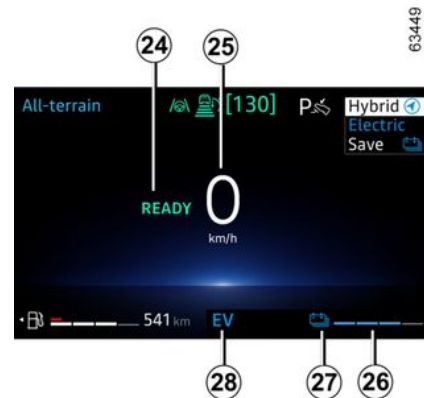 63449
24 25
All-terrain [130] P Hybrid
Electric
Save
READY 0
km/h
541 km EV
28 27 26